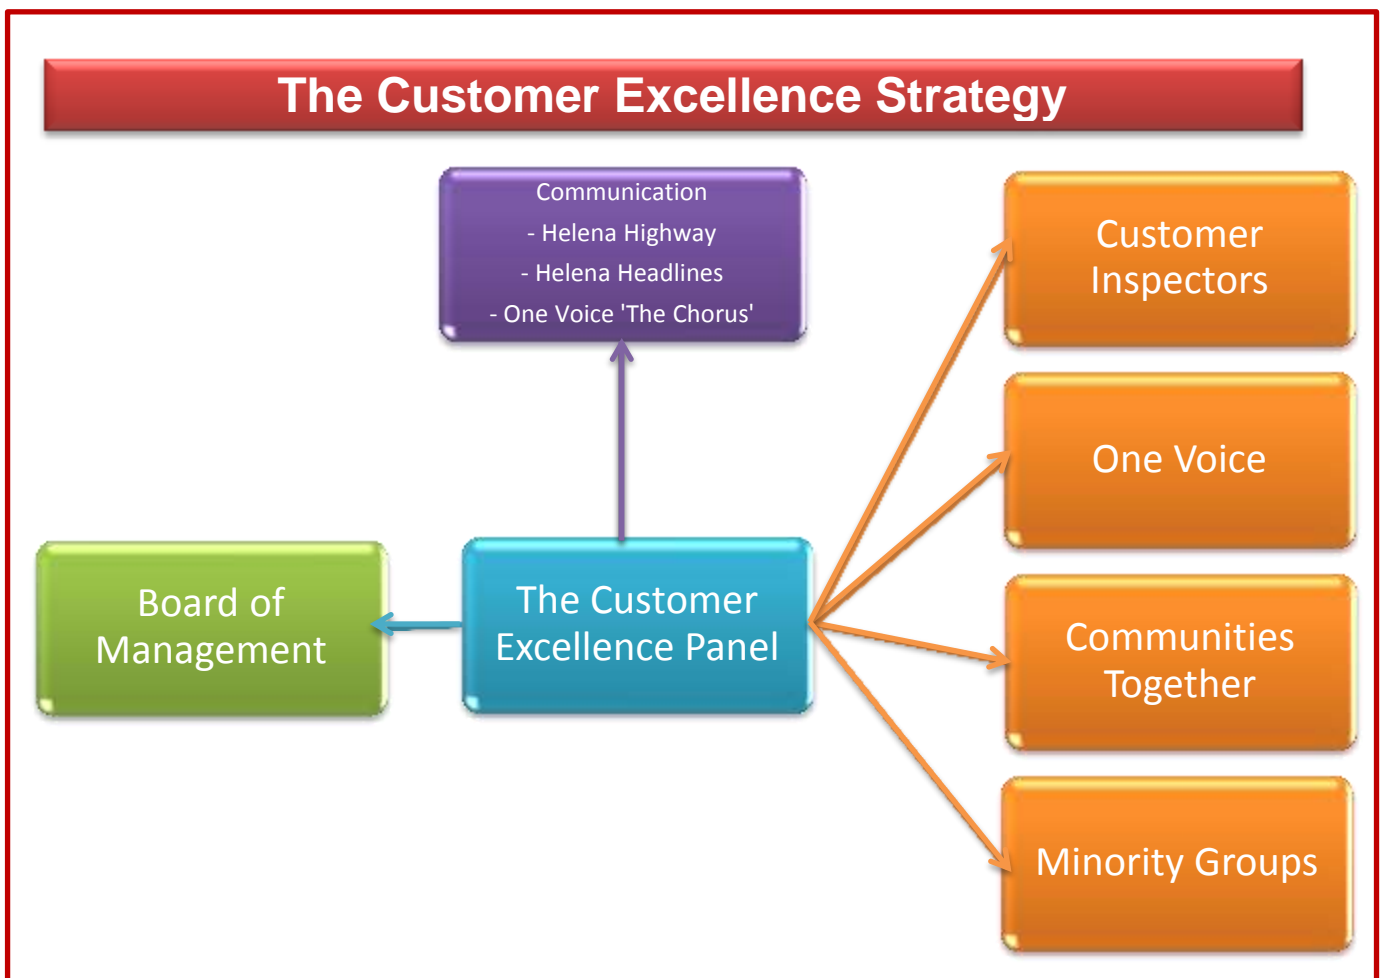 The Customer Excellence Strategy
Communication
- Helena Highway
- Helena Headlines
- One Voice 'The Chorus'
Customer
Inspectors
One Voice
Board of
Management
The Customer
Excellence Panel
Communities
Together
Minority Groups